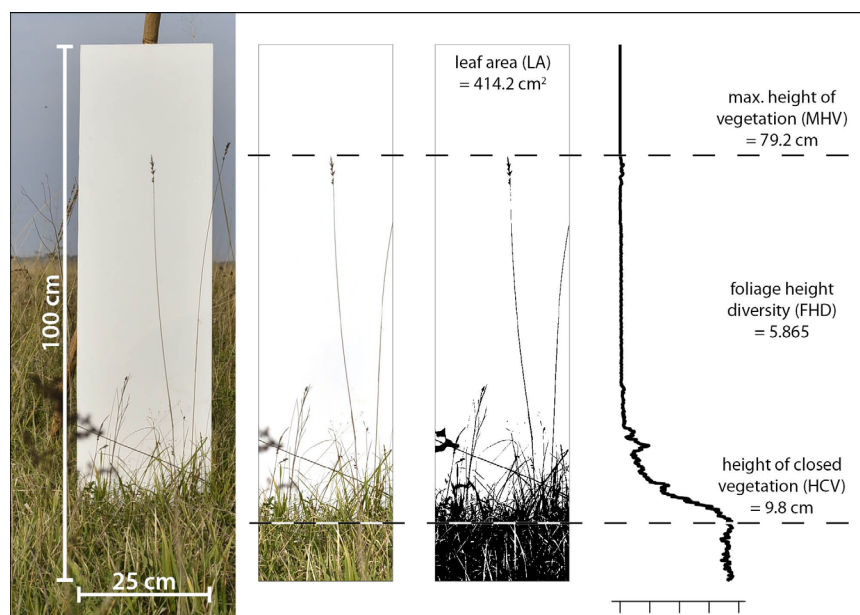 100 cm
25 cm
leaf area (LA)
= 414.2 cm²
max. height of
vegetation (MHV)
= 79.2 cm
foliage height
diversity (FHD)
= 5.865
height of closed
vegetation (HCV)
= 9.8 cm